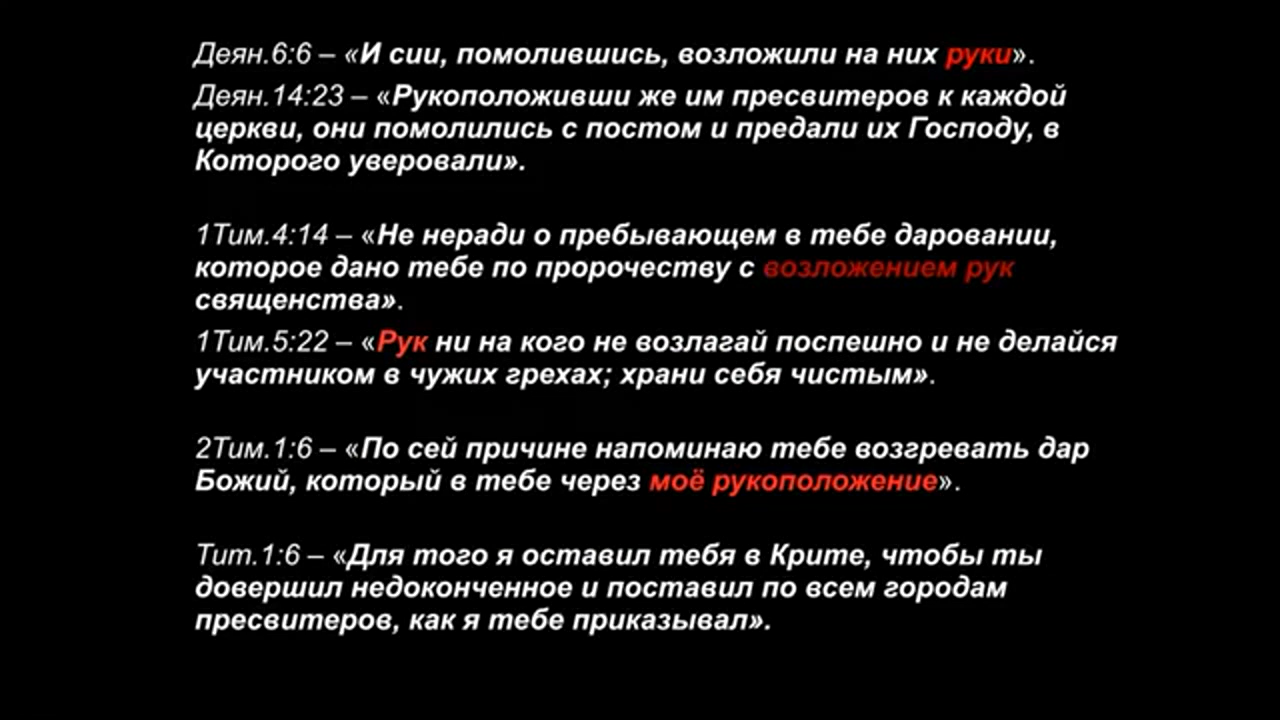 Деян.6:6 – «И сии, помолившись, возложили на них руки».
Деян.14:23 – «Рукоположивши же им пресвитеров к каждой
церкви, они помолились с постом и предали их Господу, в
Которого уверовали».
1Тим.4:14 – «Не неради о пребывающем в тебе даровании,
которое дано тебе по пророчеству с возложением рук
священства».
1Тим.5:22 – «Рук ни на кого не возлагай поспешно и не делайся
участником в чужих грехах; храни себя чистым».
2Тим.1:6 – «По сей причине напоминаю тебе возгревать дар
Божий, который в тебе через моё рукоположение».
Тит.1:6 – «Для того я оставил тебя в Крите, чтобы ты
довершил недоконченное и поставил по всем городам
пресвитеров, как я тебе приказывал».